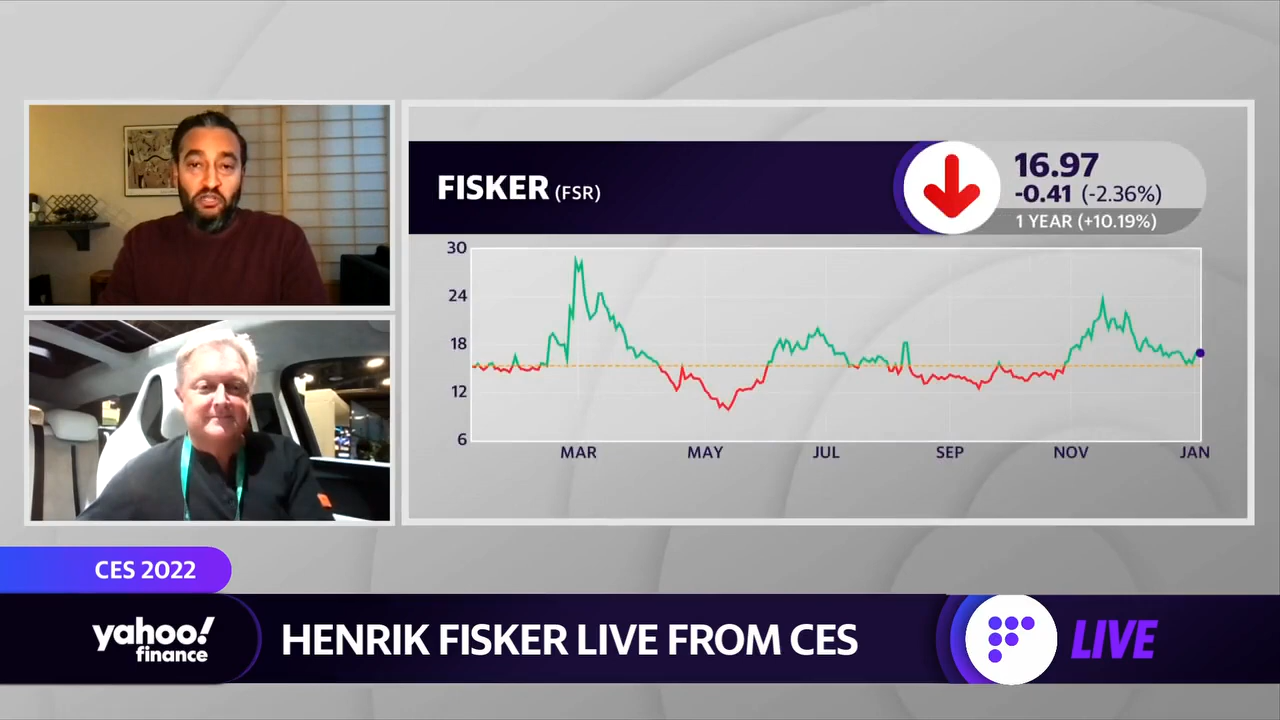 FISKER (FSR)
16.97
-0.41 (-2.36%)
1 YEAR (+10.19%)
30
24
18
12
6
MAR MAY JUL SEP NOV JAN
CES 2022
yahoo!
finance
HENRIK FISKER LIVE FROM CES
LIVE